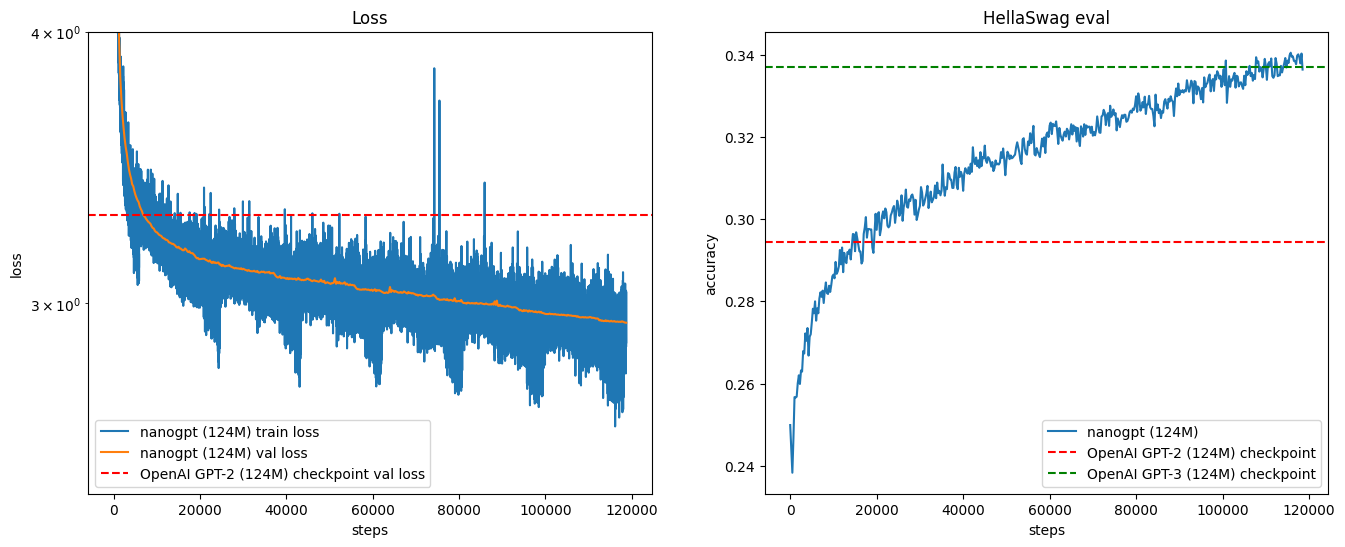 Loss
4 × 10⁰
3 × 10⁰
loss
0
20000
40000
60000
80000
100000
120000
steps
nanogpt (124M) train loss
nanogpt (124M) val loss
OpenAI GPT-2 (124M) checkpoint val loss
HellaSwag eval
0.34
0.32
0.30
0.28
0.26
0.24
accuracy
0
20000
40000
60000
80000
100000
120000
steps
nanogpt (124M)
OpenAI GPT-2 (124M) checkpoint
OpenAI GPT-3 (124M) checkpoint